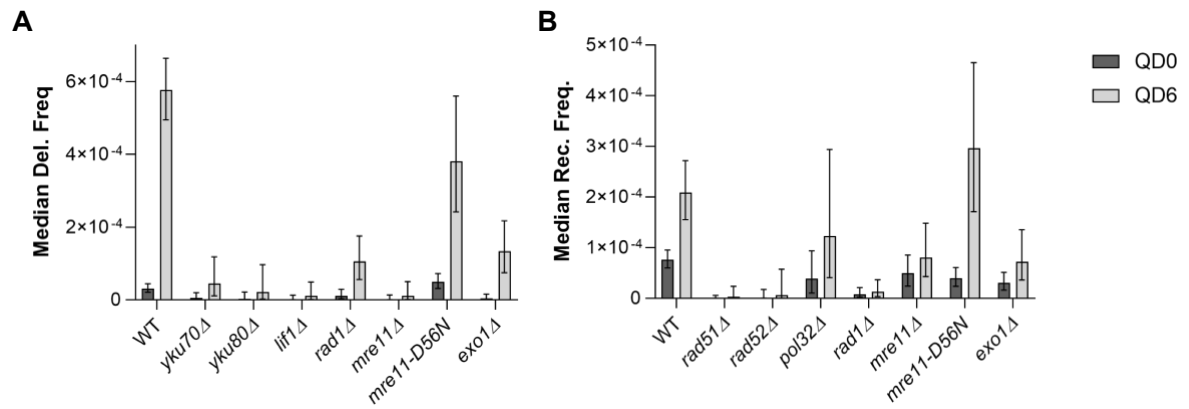 A
Median Del. Freq
6×10⁻⁴
4×10⁻⁴
2×10⁻⁴
0
WT
yku70Δ
yku80Δ
lif1Δ
rad1Δ
mre11Δ
mre11-D56N
exo1Δ
B
Median Rec. Freq.
5×10⁻⁴
4×10⁻⁴
3×10⁻⁴
2×10⁻⁴
1×10⁻⁴
0
WT
rad51Δ
rad52Δ
pol32Δ
rad1Δ
mre11Δ
mre11-D56N
exo1Δ
QD0
QD6